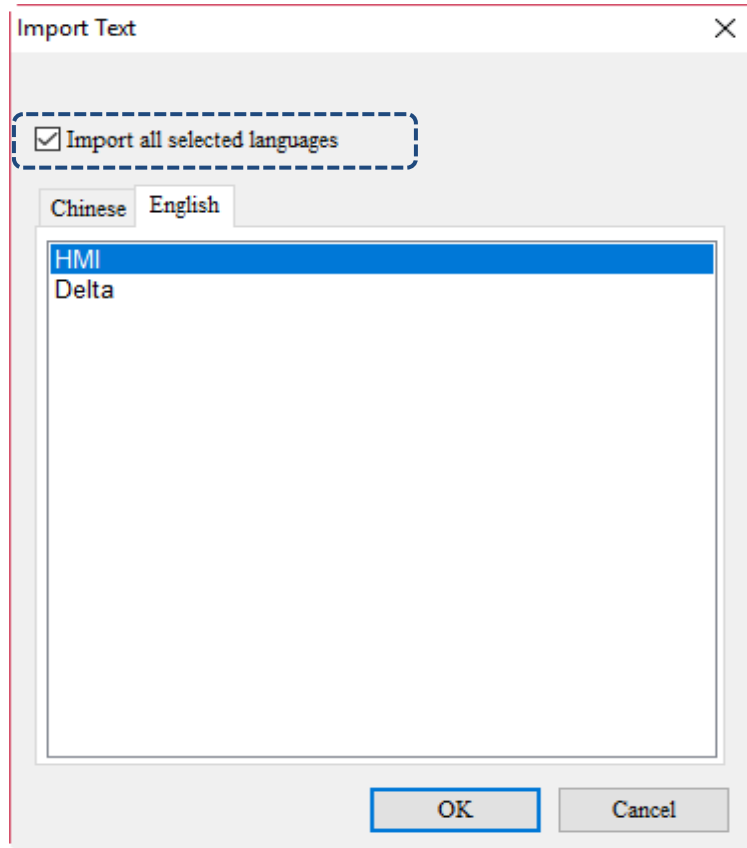 Import Text
Import all selected languages
Chinese English
HMI
Delta
OK Cancel